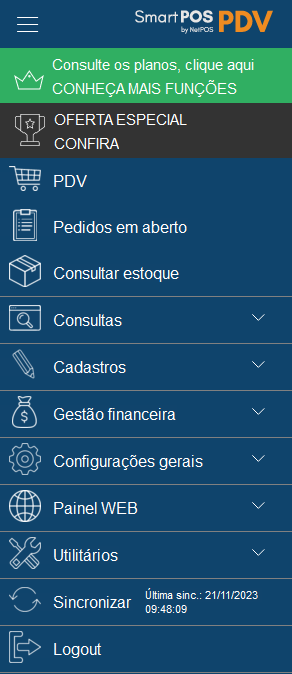 SmartPOS PDV
by NetPOS
Consulte os planos, clique aqui
CONHEÇA MAIS FUNÇÕES
OFERTA ESPECIAL
CONFIRA
PDV
Pedidos em aberto
Consultar estoque
Consultas
Cadastros
Gestão financeira
Configurações gerais
Painel WEB
Utilitários
Sincronizar
Última sinc.: 21/11/2023
09:48:09
Logout